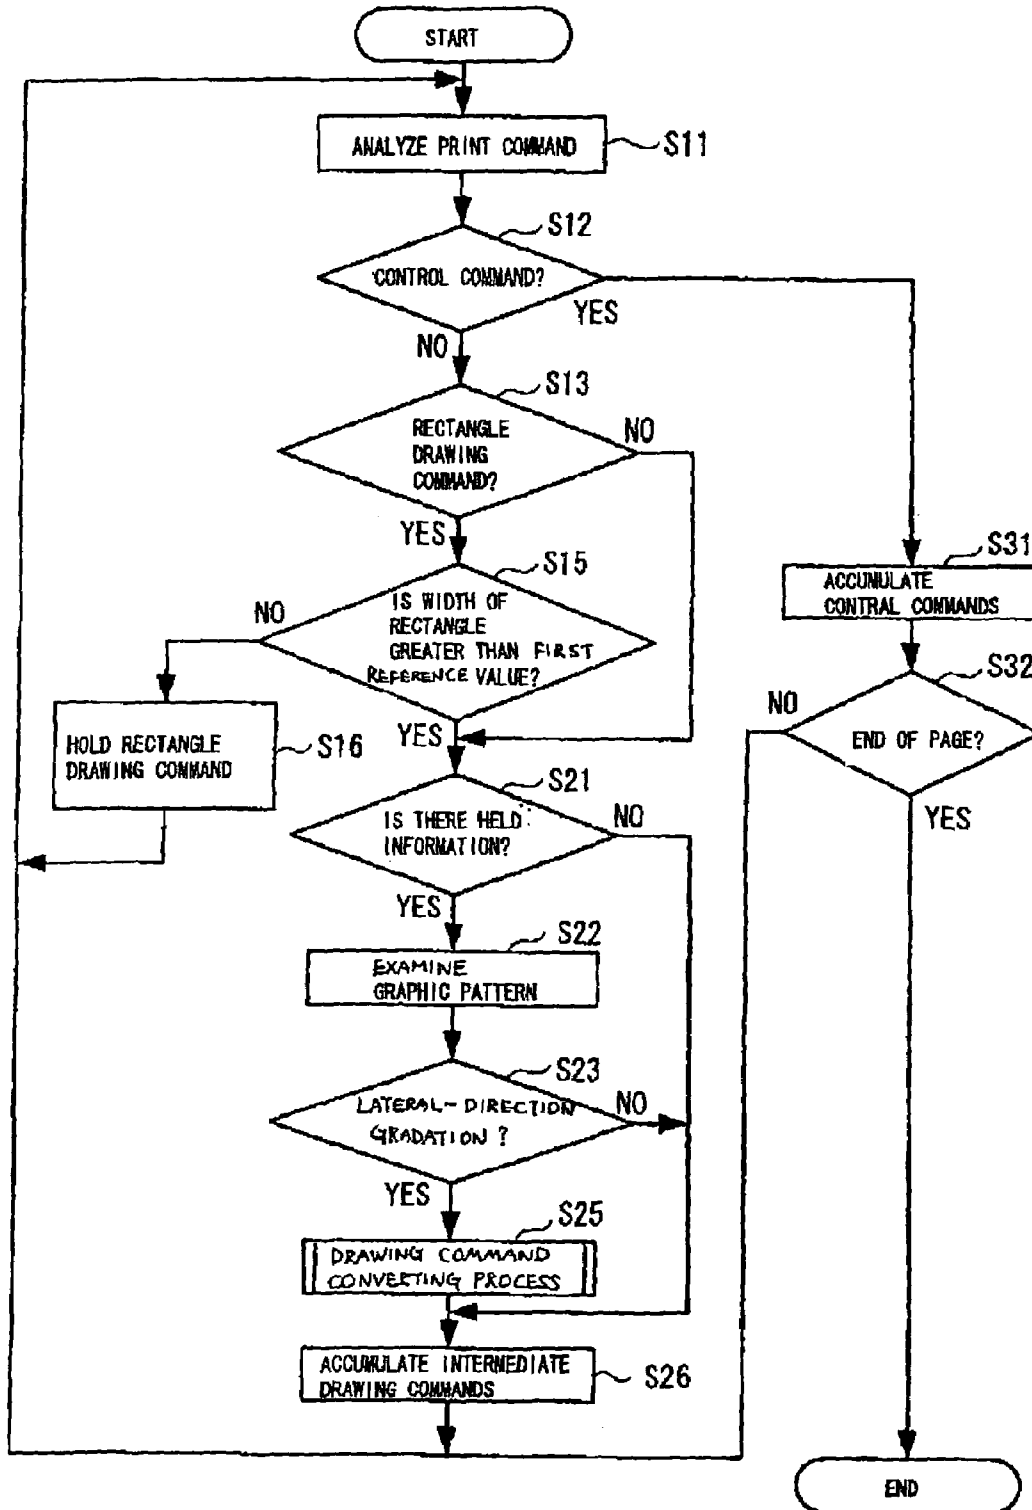 START
ANALYZE PRINT COMMAND
S11
S12
CONTROL COMMAND?
YES
NO
S13
RECTANGLE
DRAWING
COMMAND?
NO
YES
S15
IS WIDTH OF
RECTANGLE
GREATER THAN FIRST
REFERENCE VALUE?
NO
YES
HOLD RECTANGLE
DRAWING COMMAND
S16
S21
IS THERE HELD
INFORMATION?
NO
YES
S22
EXAMINE
GRAPHIC PATTERN
S23
LATERAL-DIRECTION
GRADATION?
NO
YES
S25
DRAWING COMMAND
CONVERTING PROCESS
ACCUMULATE INTERMEDIATE
DRAWING COMMANDS
S26
S31
ACCUMULATE
CONTRAL COMMANDS
S32
END OF PAGE?
NO
YES
END